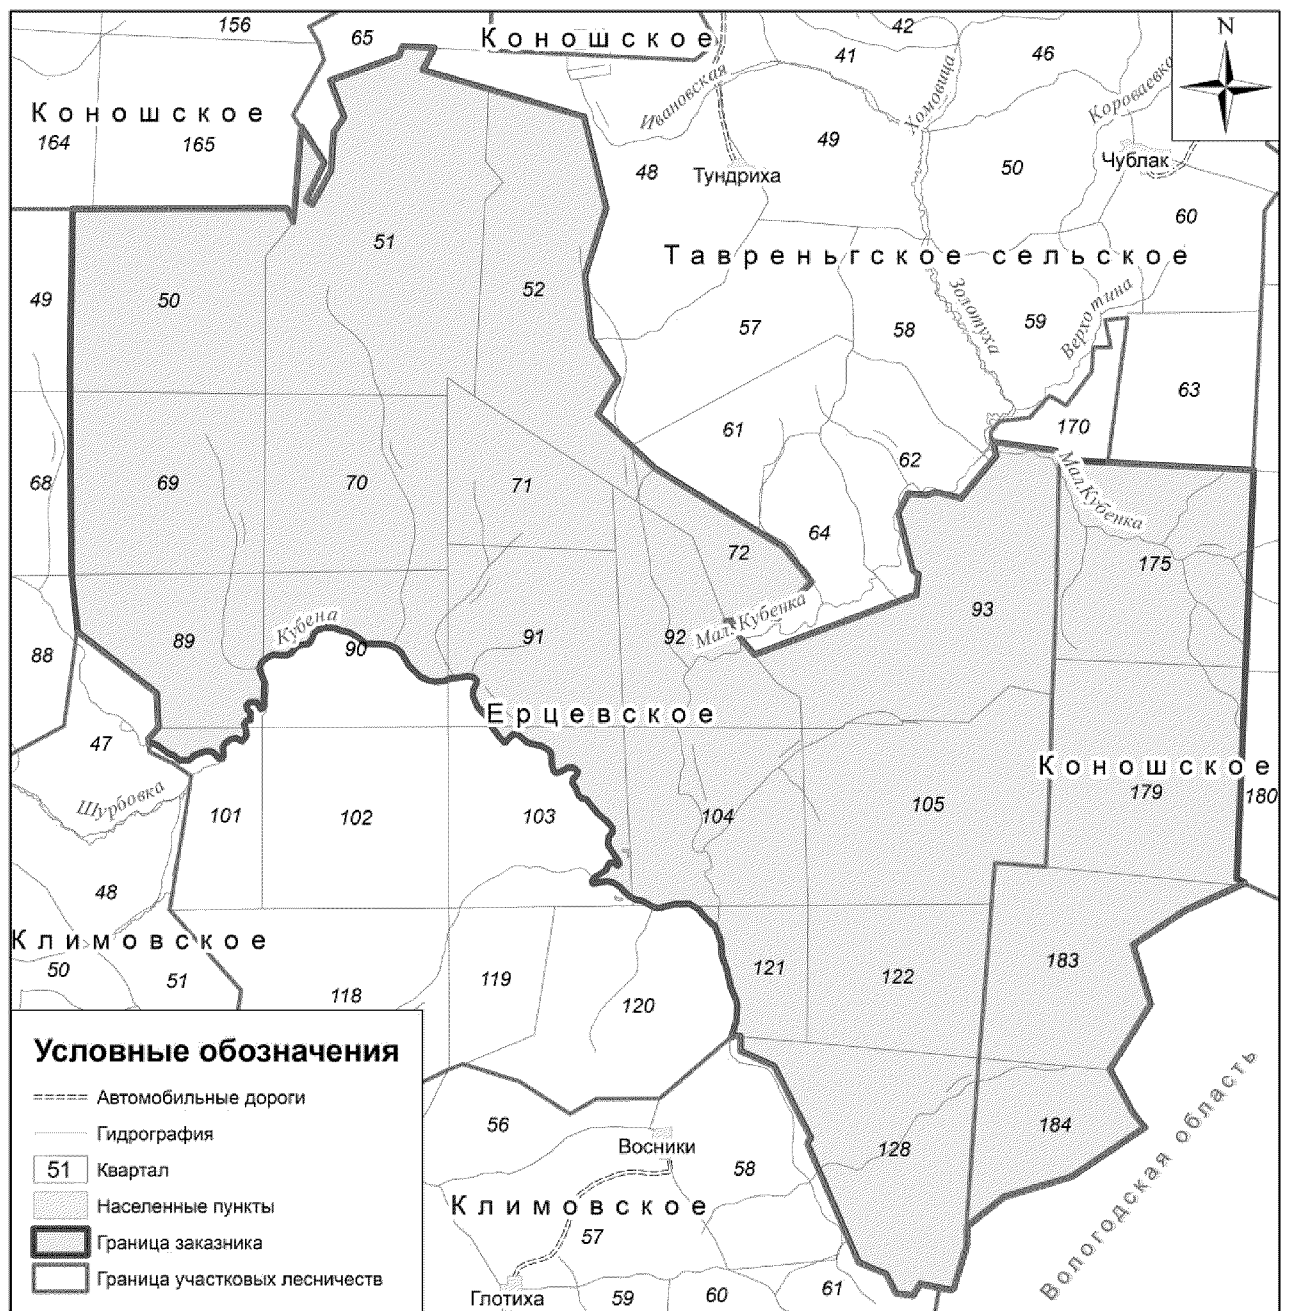 156
65
Коношское
42
41
46
N
Коношское
164
165
Ивановская
Хомовица
Короваевка
48
Тундриха
49
50
Чублак
60
51
Тавреньгское сельское
49
50
52
57
58
Золотуха
59
Верхотина
63
61
62
170
68
69
70
71
Мал.Кубенка
72
64
175
88
89
Кубена
90
91
92
Мал. Кубенка
93
Ерцевское
47
Шурбовка
101
102
103
104
105
Коношское
179
180
48
Климовское
50
51
118
119
120
121
122
183
Условные обозначения
Автомобильные дороги
Гидрография
51 Квартал
Населенные пункты
Граница заказника
Граница участковых лесничеств
56
Восники
58
128
184
Вологодская область
Климовское
57
Глотиха
59
60
61